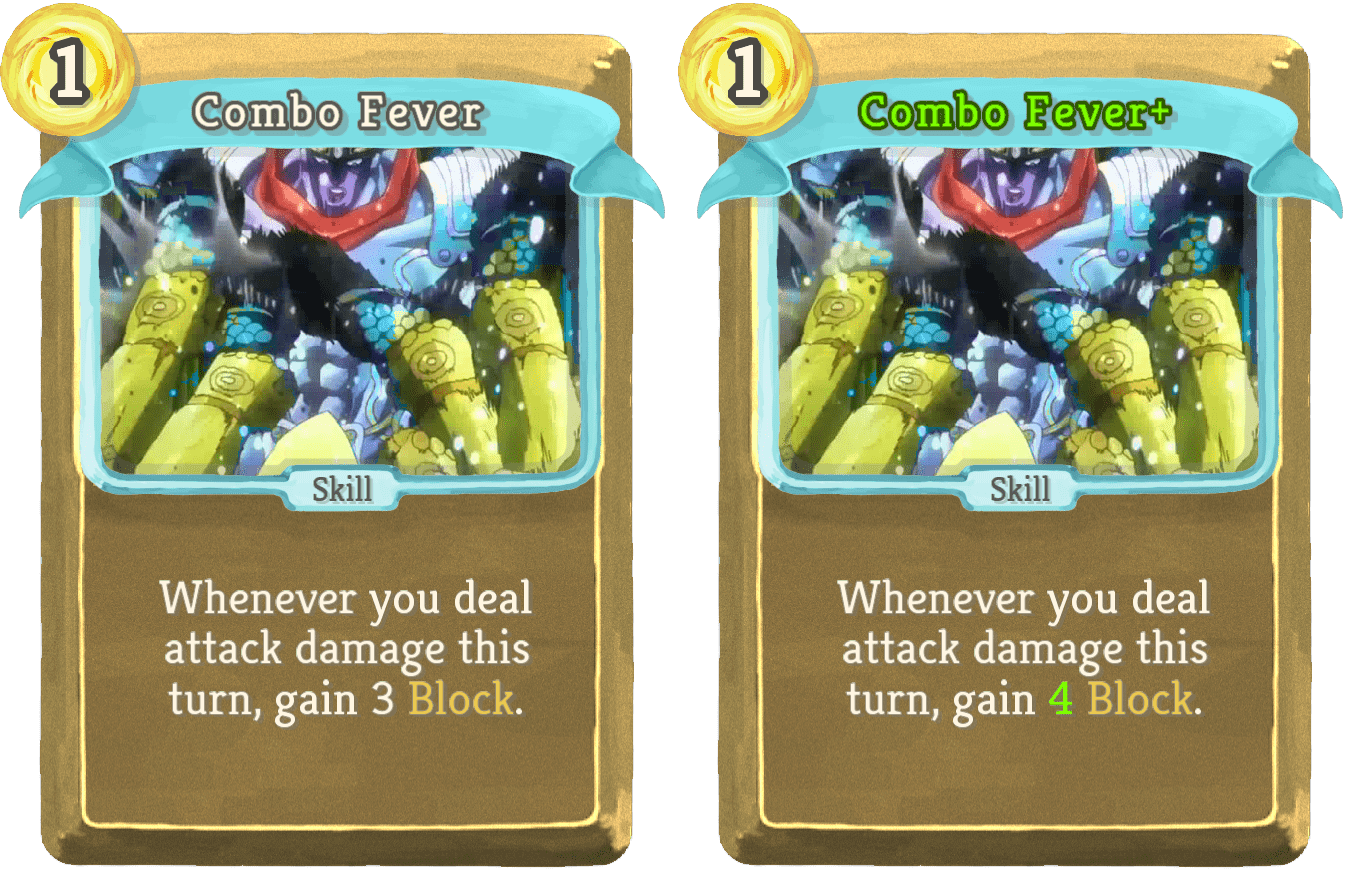 1
Combo Fever
Skill
Whenever you deal
attack damage this
turn, gain 3 Block.
1
Combo Fever+
Skill
Whenever you deal
attack damage this
turn, gain 4 Block.